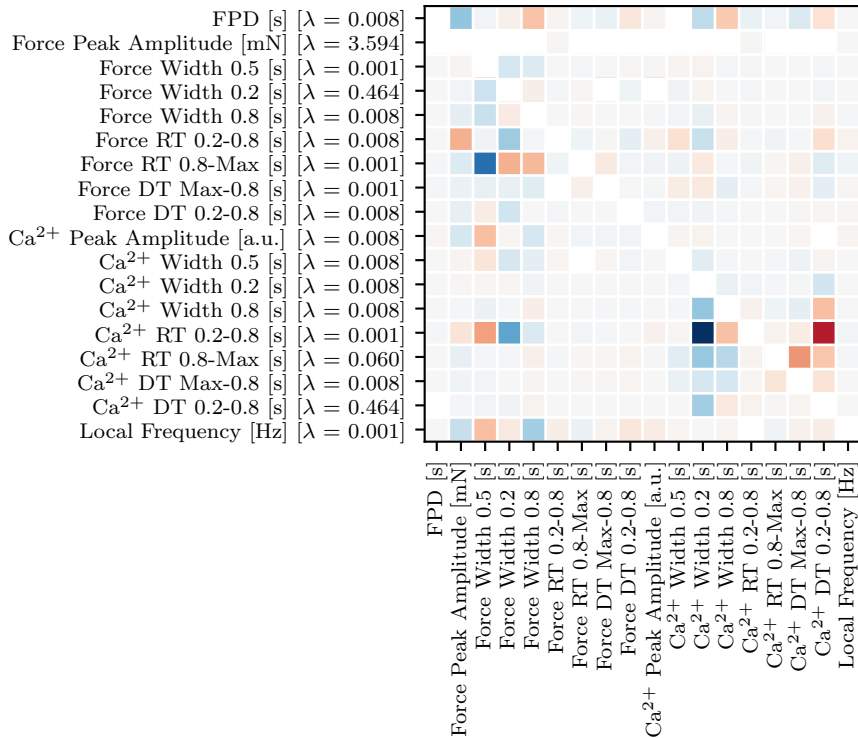 FPD [s] [λ = 0.008]
Force Peak Amplitude [mN] [λ = 3.594]
Force Width 0.5 [s] [λ = 0.001]
Force Width 0.2 [s] [λ = 0.464]
Force Width 0.8 [s] [λ = 0.008]
Force RT 0.2-0.8 [s] [λ = 0.008]
Force RT 0.8-Max [s] [λ = 0.001]
Force DT Max-0.8 [s] [λ = 0.001]
Force DT 0.2-0.8 [s] [λ = 0.008]
Ca²⁺ Peak Amplitude [a.u.] [λ = 0.008]
Ca²⁺ Width 0.5 [s] [λ = 0.008]
Ca²⁺ Width 0.2 [s] [λ = 0.008]
Ca²⁺ Width 0.8 [s] [λ = 0.008]
Ca²⁺ RT 0.2-0.8 [s] [λ = 0.001]
Ca²⁺ RT 0.8-Max [s] [λ = 0.060]
Ca²⁺ DT Max-0.8 [s] [λ = 0.008]
Ca²⁺ DT 0.2-0.8 [s] [λ = 0.464]
Local Frequency [Hz] [λ = 0.001]
FPD [s]
Force Peak Amplitude [mN]
Force Width 0.5 [s]
Force Width 0.2 [s]
Force Width 0.8 [s]
Force RT 0.2-0.8 [s]
Force RT 0.8-Max [s]
Force DT Max-0.8 [s]
Force DT 0.2-0.8 [s]
Ca²⁺ Peak Amplitude [a.u.]
Ca²⁺ Width 0.5 [s]
Ca²⁺ Width 0.2 [s]
Ca²⁺ Width 0.8 [s]
Ca²⁺ RT 0.2-0.8 [s]
Ca²⁺ RT 0.8-Max [s]
Ca²⁺ DT Max-0.8 [s]
Ca²⁺ DT 0.2-0.8 [s]
Local Frequency [Hz]